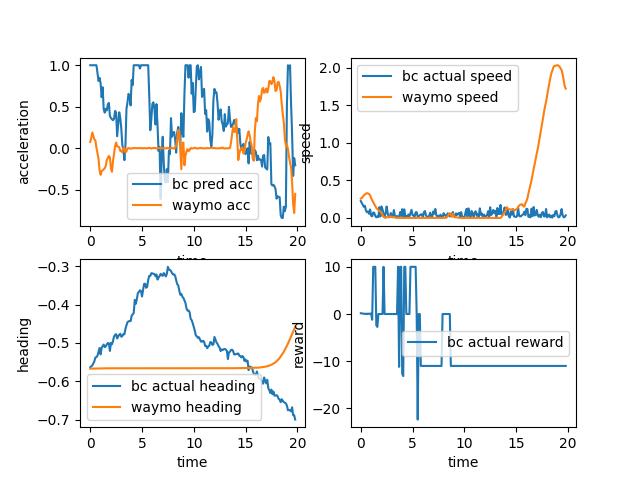 1.0
0.5
0.0
−0.5
acceleration
bc pred acc
waymo acc
0
5
10
15
20
time
2.0
1.5
1.0
0.5
0.0
speed
bc actual speed
waymo speed
0
5
10
15
20
time
−0.3
−0.4
−0.5
−0.6
−0.7
heading
bc actual heading
waymo heading
0
5
10
15
20
time
10
0
−10
−20
reward
bc actual reward
0
5
10
15
20
time